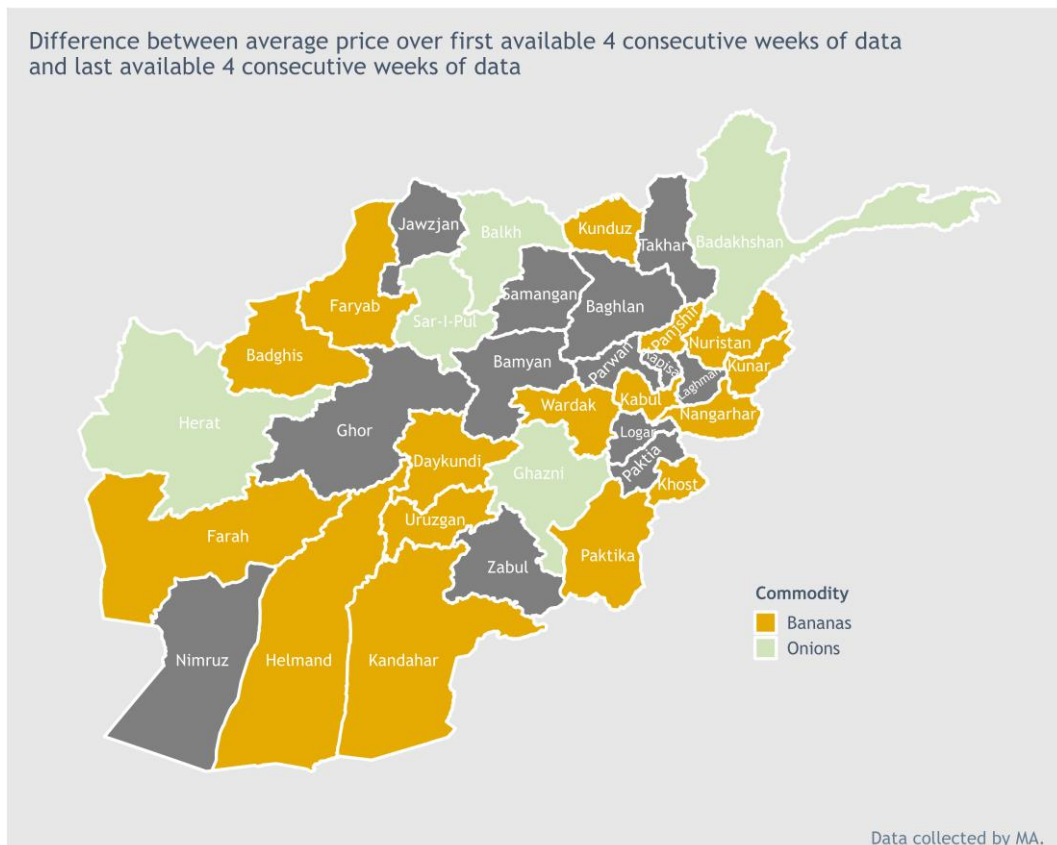 Difference between average price over first available 4 consecutive weeks of data
and last available 4 consecutive weeks of data
Jawzjan
Balkh
Kunduz
Takhar
Badakhshan
Faryab
Sar-I-Pul
Samangan
Baghlan
Panjshir
Nuristan
Badghis
Bamyan
Parwan
Kapisa
Laghman
Kunar
Herat
Ghor
Wardak
Kabul
Nangarhar
Logar
Daykundi
Ghazni
Paktia
Khost
Farah
Uruzgan
Zabul
Paktika
Nimruz
Helmand
Kandahar
Commodity
Bananas
Onions
Data collected by MA.